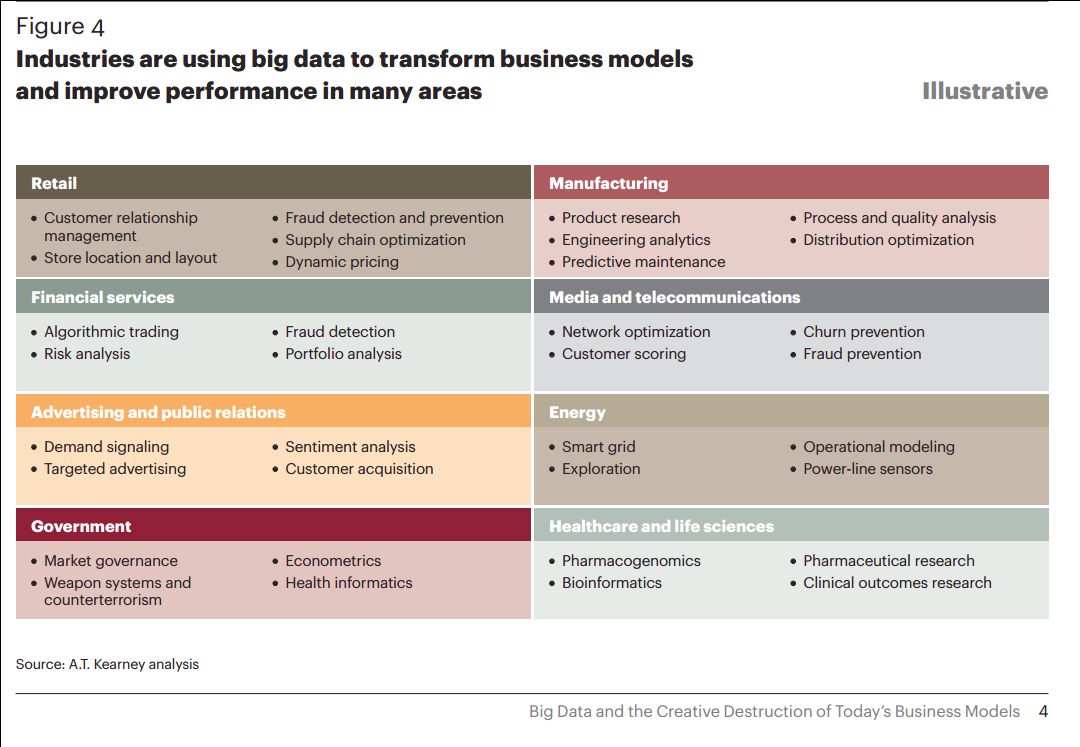 Figure 4
Industries are using big data to transform business models
and improve performance in many areas
Illustrative
Retail
• Customer relationship
management
• Store location and layout
• Fraud detection and prevention
• Supply chain optimization
• Dynamic pricing
Manufacturing
• Product research
• Engineering analytics
• Predictive maintenance
• Process and quality analysis
• Distribution optimization
Financial services
• Algorithmic trading
• Risk analysis
• Fraud detection
• Portfolio analysis
Media and telecommunications
• Network optimization
• Customer scoring
• Churn prevention
• Fraud prevention
Advertising and public relations
• Demand signaling
• Targeted advertising
• Sentiment analysis
• Customer acquisition
Energy
• Smart grid
• Exploration
• Operational modeling
• Power-line sensors
Government
• Market governance
• Weapon systems and
counterterrorism
• Econometrics
• Health informatics
Healthcare and life sciences
• Pharmacogenomics
• Bioinformatics
• Pharmaceutical research
• Clinical outcomes research
Source: A.T. Kearney analysis
Big Data and the Creative Destruction of Today’s Business Models 4